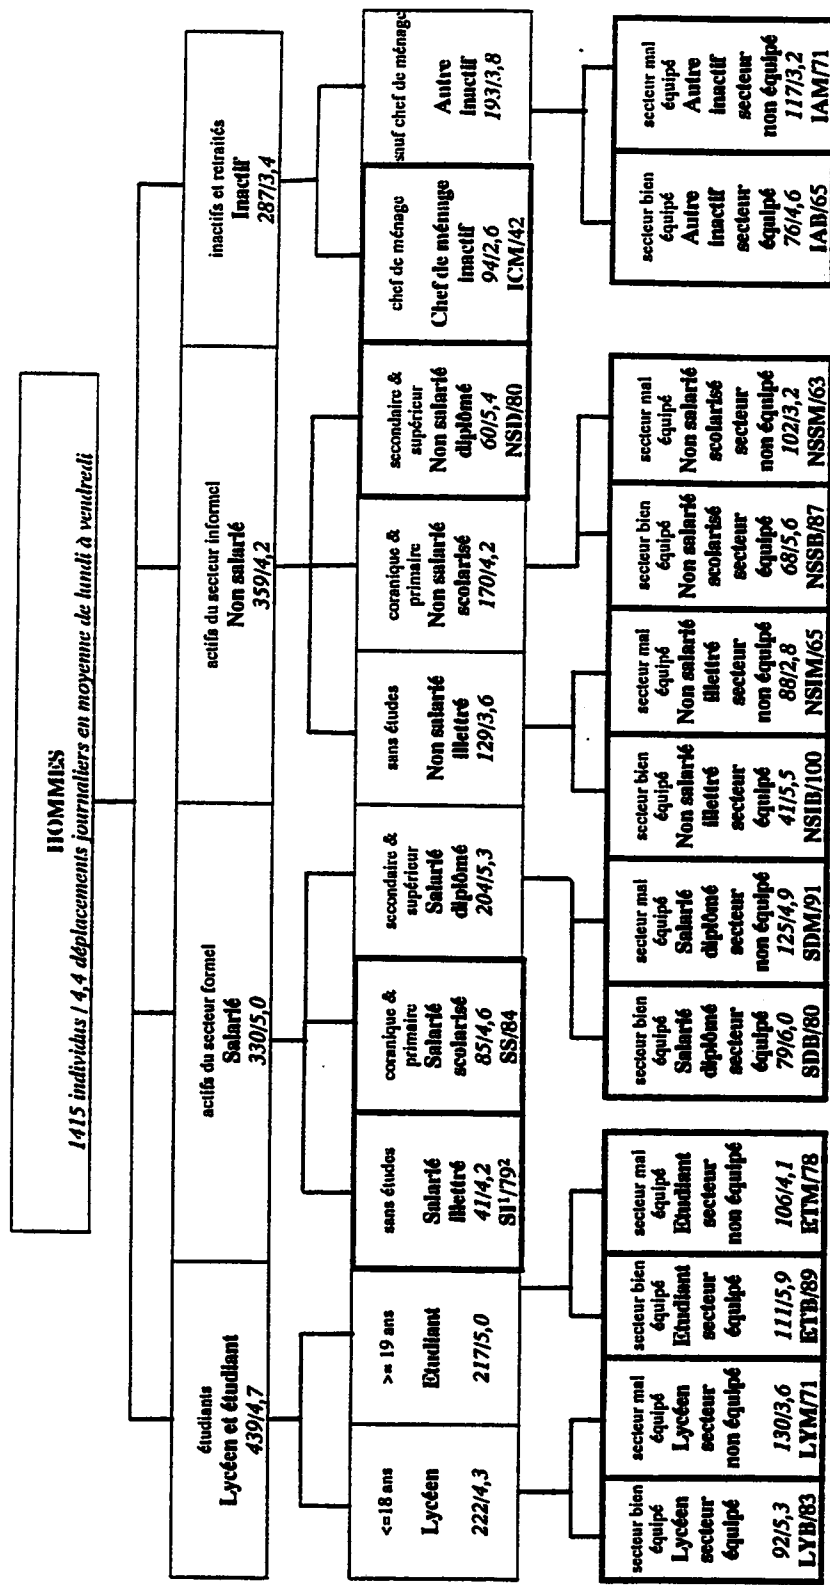 HOMMES
1415 individus / 4,4 déplacements journaliers en moyenne de lundi à vendredi
étudiants
Lycéen et étudiant
439/4,7
actifs du secteur formel
Salarié
330/5,0
actifs du secteur informel
Non salarié
359/4,2
inactifs et retraités
Inactif
287/3,4
<=18 ans
Lycéen
222/4,3
>= 19 ans
Etudiant
217/5,0
sans études
Salarié
illettré
41/4,2
SI¹/79²
coranique &
primaire
Salarié
scolarisé
85/4,6
SS/84
secondaire &
supérieur
Salarié
diplômé
204/5,3
sans études
Non salarié
illettré
129/3,6
coranique &
primaire
Non salarié
scolarisé
170/4,2
secondaire &
supérieur
Non salarié
diplômé
60/5,4
NSD/80
chef de ménage
Chef de ménage
inactif
94/2,6
ICM/42
sauf chef de ménage
Autre
inactif
193/3,8
secteur bien
équipé
Lycéen
secteur
équipé
92/5,3
LYB/83
secteur mal
équipé
Lycéen
secteur
non équipé
130/3,6
LYM/71
secteur bien
équipé
Etudiant
secteur
équipé
111/5,9
ETB/89
secteur mal
équipé
Etudiant
secteur
non équipé
106/4,1
ETM/78
secteur bien
équipé
Salarié
diplômé
secteur
équipé
79/6,0
SDB/80
secteur mal
équipé
Salarié
diplômé
secteur
non équipé
125/4,9
SDM/91
secteur bien
équipé
Non salarié
illettré
secteur
équipé
41/5,5
NSIB/100
secteur mal
équipé
Non salarié
illettré
secteur
non équipé
88/2,8
NSIM/65
secteur bien
équipé
Non salarié
scolarisé
secteur
équipé
68/5,6
NSSB/87
secteur mal
équipé
Non salarié
scolarisé
secteur
non équipé
102/3,2
NSSM/63
secteur bien
équipé
Autre
inactif
secteur
équipé
76/4,6
IAB/65
secteur mal
équipé
Autre
inactif
secteur
non équipé
117/3,2
IAM/71